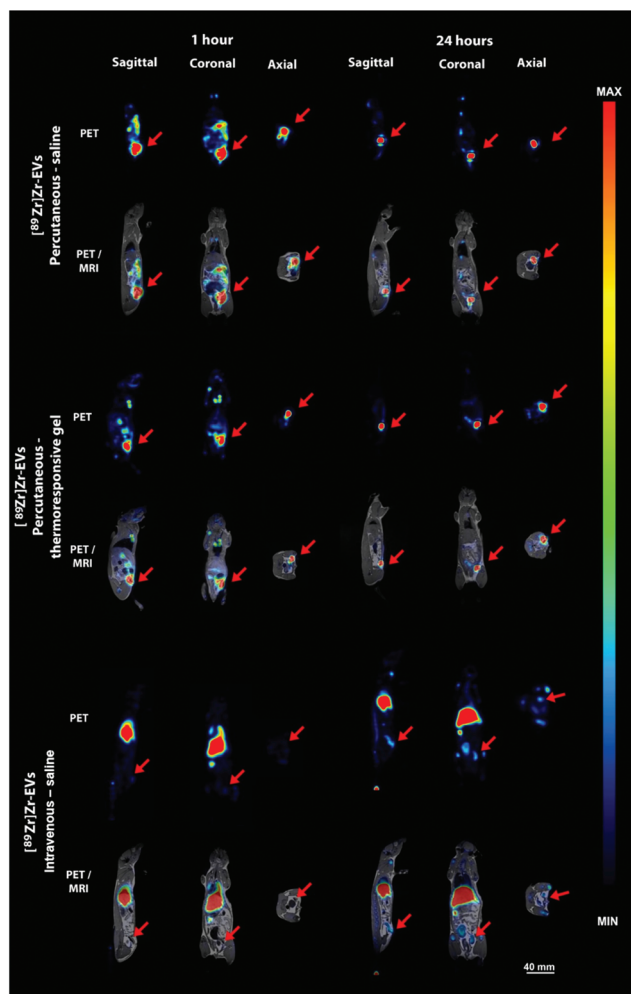 1 hour
24 hours
Sagittal
Coronal
Axial
Sagittal
Coronal
Axial
MAX
[89Zr]Zr-EVs
Percutaneous - saline
PET
PET /
MRI
[89Zr]Zr-EVs
Percutaneous -
thermoresponsive gel
PET
PET /
MRI
[89Zr]Zr-EVs
Intravenous – saline
PET
PET /
MRI
MIN
40 mm